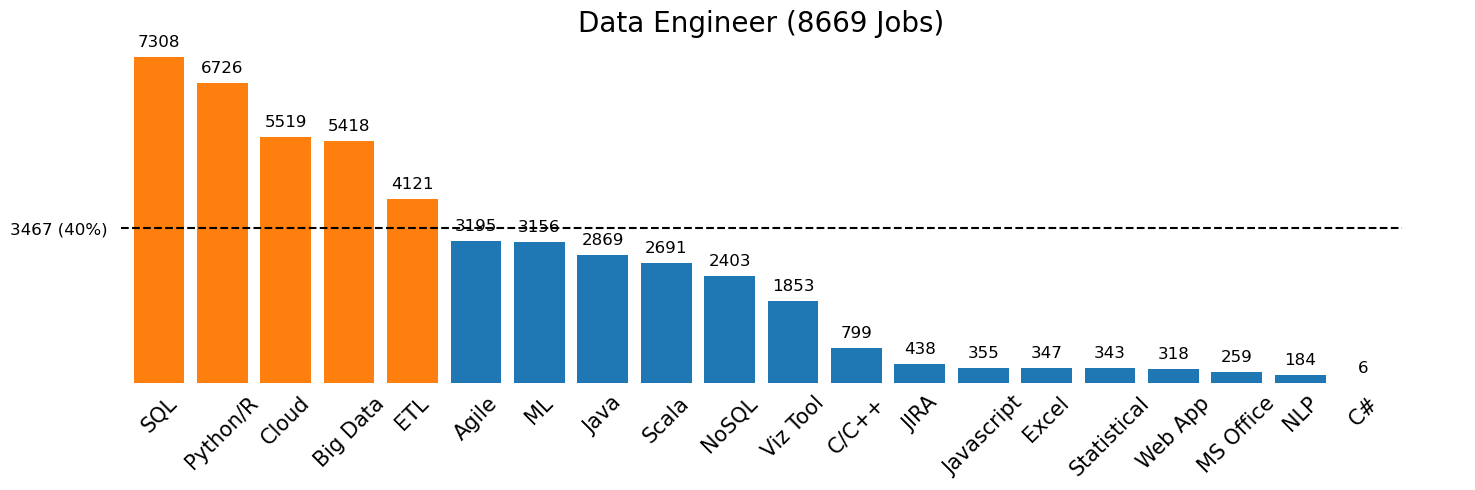 Data Engineer (8669 Jobs)
7308
6726
5519
5418
4121
3195
3156
2869
2691
2403
1853
799
438
355
347
343
318
259
184
6
3467 (40%)
SQL
Python/R
Cloud
Big Data
ETL
Agile
ML
Java
Scala
NoSQL
Viz Tool
C/C++
JIRA
Javascript
Excel
Statistical
Web App
MS Office
NLP
C#